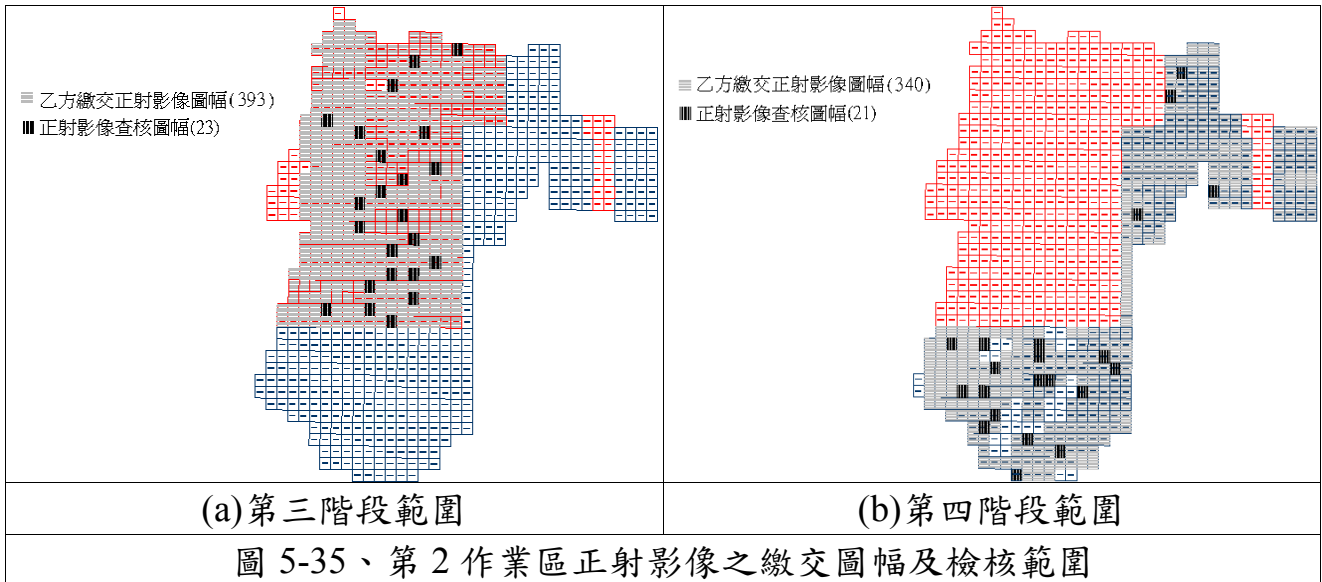 乙方繳交正射影像圖幅(393)
正射影像查核圖幅(23)
乙方繳交正射影像圖幅(340)
正射影像查核圖幅(21)
(a)第三階段範圍
(b)第四階段範圍
圖 5-35、第 2 作業區正射影像之繳交圖幅及檢核範圍